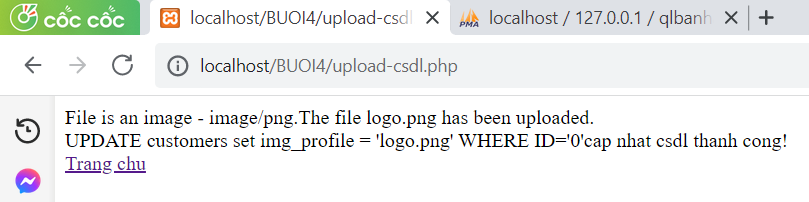 cốc cốc localhost/BUOI4/upload-csdl localhost / 127.0.0.1 / qlbanh
localhost/BUOI4/upload-csdl.php
File is an image - image/png.The file logo.png has been uploaded.
UPDATE customers set img_profile = 'logo.png' WHERE ID='0'cap nhat csdl thanh cong!
Trang chu